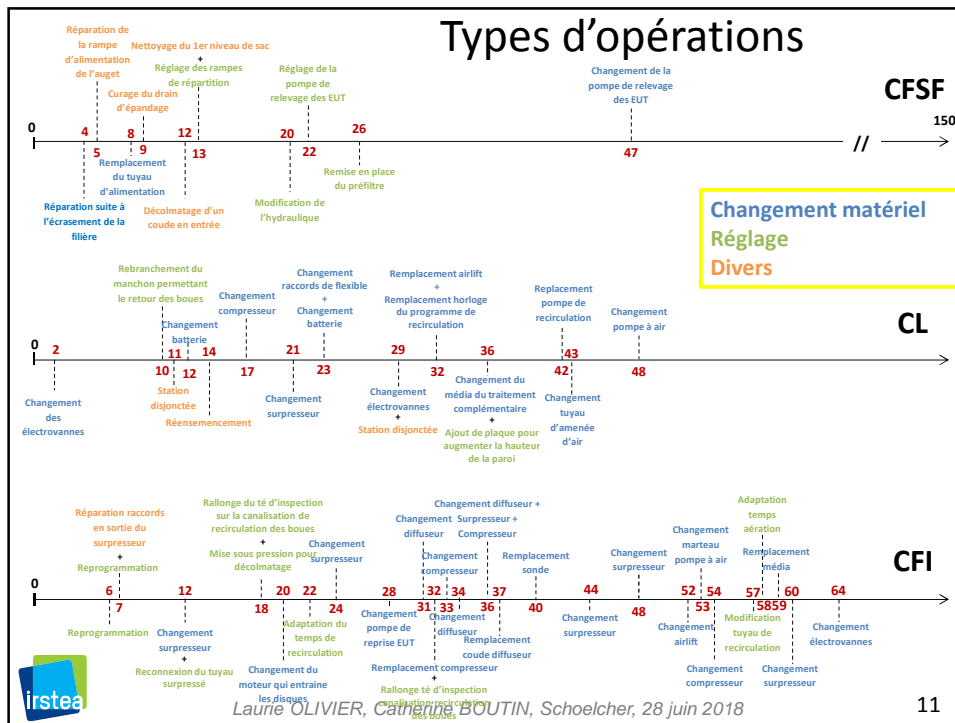 Types d’opérations
Réparation de
la rampe
d’alimentation
de l’auget
Nettoyage du 1er niveau de sac
+
Réglage des rampes
de répartition
Curage du drain
d’épandage
Réglage de la
pompe de
relevage des EUT
Changement de la
pompe de relevage
des EUT
CFSF
0
4
8
12
20
26
150
5
9
13
22
47
//
Remplacement
du tuyau
d’alimentation
Remise en place
du préfiltre
Réparation suite à
l’écrasement de la
filière
Décolmatage d’un
coude en entrée
Modification de
l’hydraulique
Changement matériel
Réglage
Divers
Rebranchement du
manchon permettant
le retour des boues
Changement
batterie
Changement
compresseur
Changement
raccords de flexible
+
Changement
batterie
Remplacement airlift
+
Remplacement horloge
du programme de
recirculation
Replacement
pompe de
recirculation
Changement
pompe à air
CL
0
2
11
14
21
29
36
43
10
12
17
23
32
42
48
Changement
des
électrovannes
Station
disjonctée
Réensemencement
Changement
surpresseur
Changement
électrovannes
+
Station disjonctée
Changement du
média du traitement
complémentaire
+
Ajout de plaque pour
augmenter la hauteur
de la paroi
Changement
tuyau
d’amenée
d’air
Réparation raccords
en sortie du
surpresseur
+
Reprogrammation
Rallonge du té d’inspection
sur la canalisation de
recirculation des boues
+
Mise sous pression pour
décolmatage
Changement
surpresseur
Changement
diffuseur
Changement
compresseur
Changement diffuseur +
Surpresseur +
Compresseur
Remplacement
sonde
Changement
surpresseur
Changement
marteau
pompe à air
Adaptation
temps
aération
Remplacement
média
CFI
0
6
12
20
22
28
32
34
37
44
52
54
57
60
64
7
18
24
31
33
36
40
48
53
58
59
Reprogrammation
Changement
surpresseur
+
Reconnexion du tuyau
surpressé
Changement du
moteur qui entraine
les disques
Adaptation du
temps de
recirculation
Changement
pompe de
reprise EUT
Changement
diffuseur
Remplacement compresseur
+
Rallonge té d’inspection
canalisation recirculation
des boues
Remplacement
coude diffuseur
Changement
surpresseur
Changement
airlift
Changement
compresseur
Modification
tuyau de
recirculation
Changement
surpresseur
Changement
électrovannes
irstea
Laurie OLIVIER, Catherine BOUTIN, Schoelcher, 28 juin 2018
11